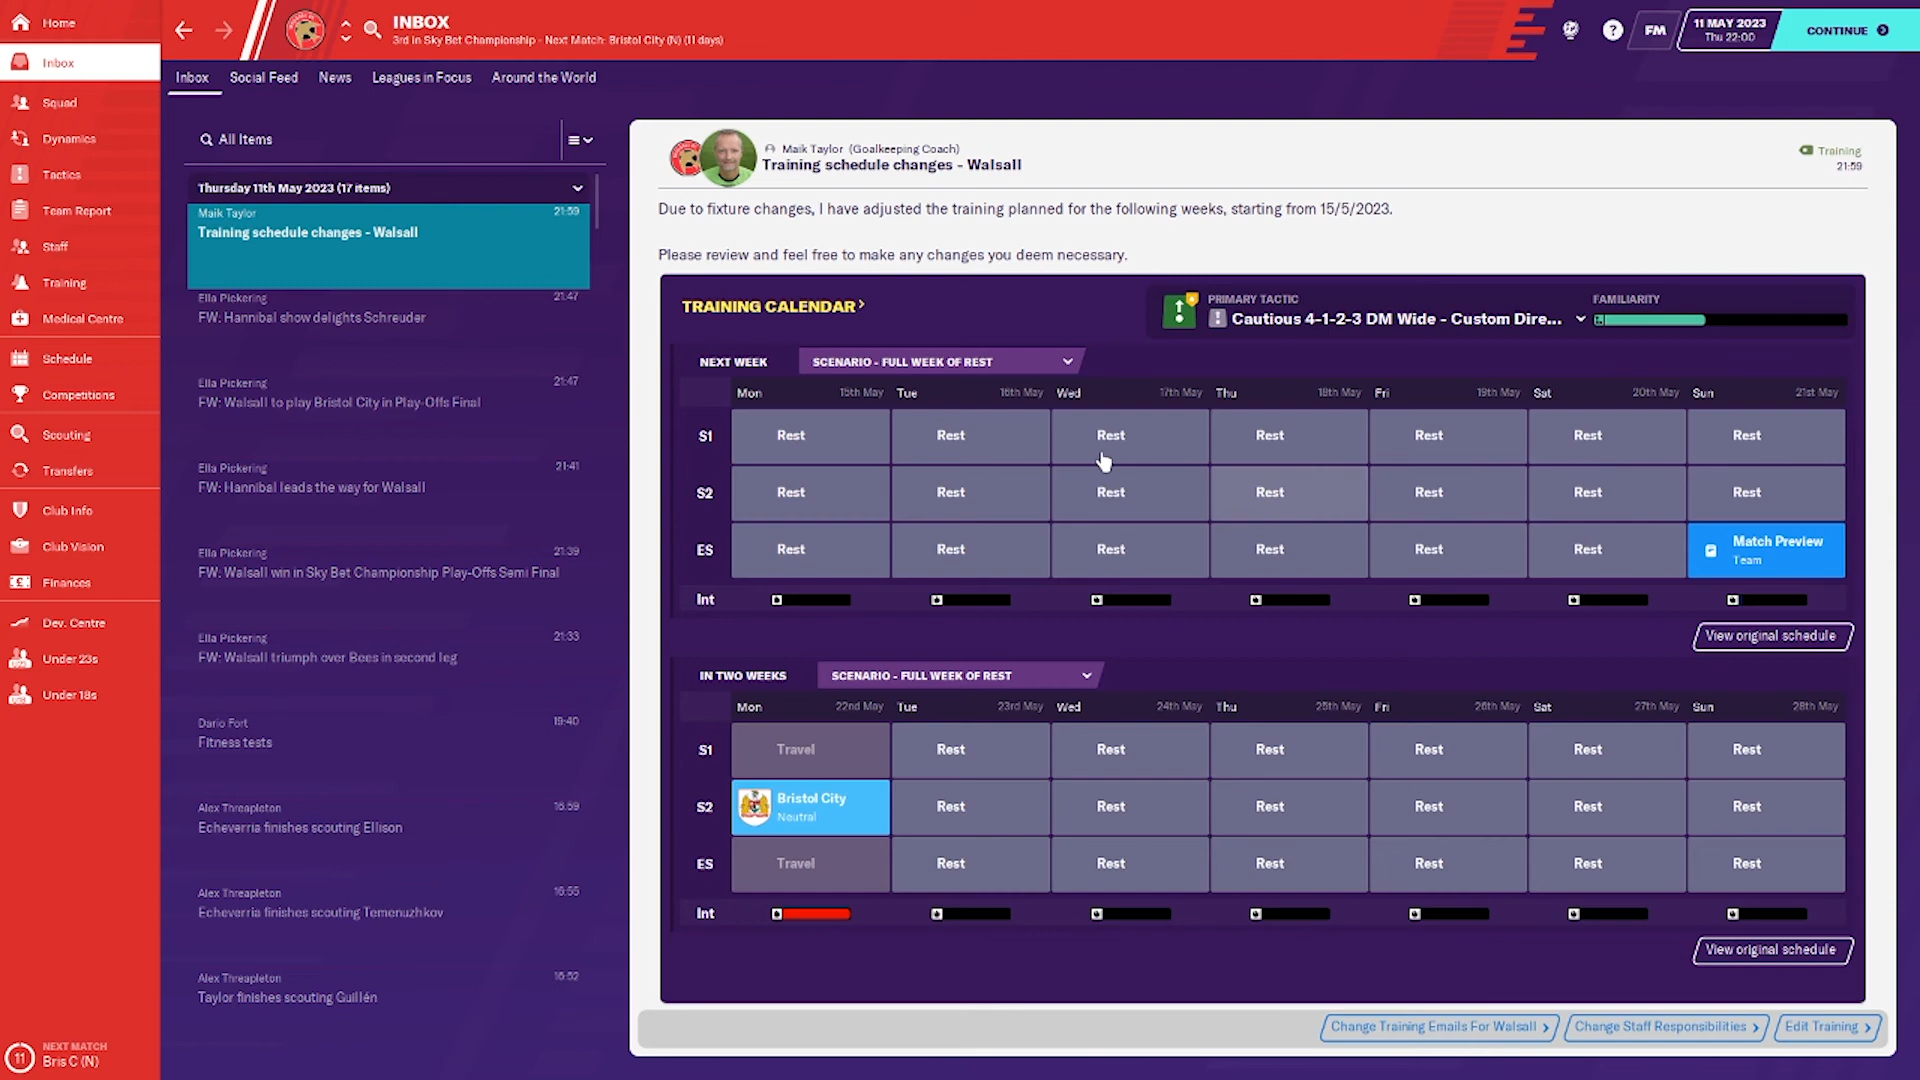 Home
Inbox
Squad
Dynamics
Tactics
Team Report
Staff
Training
Medical Centre
Schedule
Competitions
Scouting
Transfers
Club Info
Club Vision
Finances
Dev. Centre
Under 23s
Under 18s
11
NEXT MATCH
Bris C (N)
INBOX
3rd in Sky Bet Championship - Next Match: Bristol City (N) (11 days)
?
FM
11 MAY 2023
Thu 22:00
CONTINUE
Inbox Social Feed News Leagues in Focus Around the World
All Items
Thursday 11th May 2023 (17 items)
Maik Taylor 21:59
Training schedule changes - Walsall
Ella Pickering 21:47
FW: Hannibal show delights Schreuder
Ella Pickering 21:47
FW: Walsall to play Bristol City in Play-Offs Final
Ella Pickering 21:41
FW: Hannibal leads the way for Walsall
Ella Pickering 21:39
FW: Walsall win in Sky Bet Championship Play-Offs Semi Final
Ella Pickering 21:33
FW: Walsall triumph over Bees in second leg
Dario Fort 19:40
Fitness tests
Alex Threapleton 16:59
Echeverria finishes scouting Ellison
Alex Threapleton 16:55
Echeverria finishes scouting Temenuzhkov
Alex Threapleton 16:52
Taylor finishes scouting Guillén
Maik Taylor (Goalkeeping Coach)
Training schedule changes - Walsall
Training
21:59
Due to fixture changes, I have adjusted the training planned for the following weeks, starting from 15/5/2023.
Please review and feel free to make any changes you deem necessary.
TRAINING CALENDAR
PRIMARY TACTIC
Cautious 4-1-2-3 DM Wide - Custom Dire...
FAMILIARITY
NEXT WEEK SCENARIO - FULL WEEK OF REST
Mon 15th May Tue 16th May Wed 17th May Thu 18th May Fri 19th May Sat 20th May Sun 21st May
S1 Rest Rest Rest Rest Rest Rest Rest
S2 Rest Rest Rest Rest Rest Rest Rest
ES Rest Rest Rest Rest Rest Rest Match Preview
Team
Int
View original schedule
IN TWO WEEKS SCENARIO - FULL WEEK OF REST
Mon 22nd May Tue 23rd May Wed 24th May Thu 25th May Fri 26th May Sat 27th May Sun 28th May
S1 Travel Rest Rest Rest Rest Rest Rest
S2 Bristol City Rest Rest Rest Rest Rest Rest
Neutral
ES Travel Rest Rest Rest Rest Rest Rest
Int
View original schedule
Change Training Emails For Walsall
Change Staff Responsibilities
Edit Training